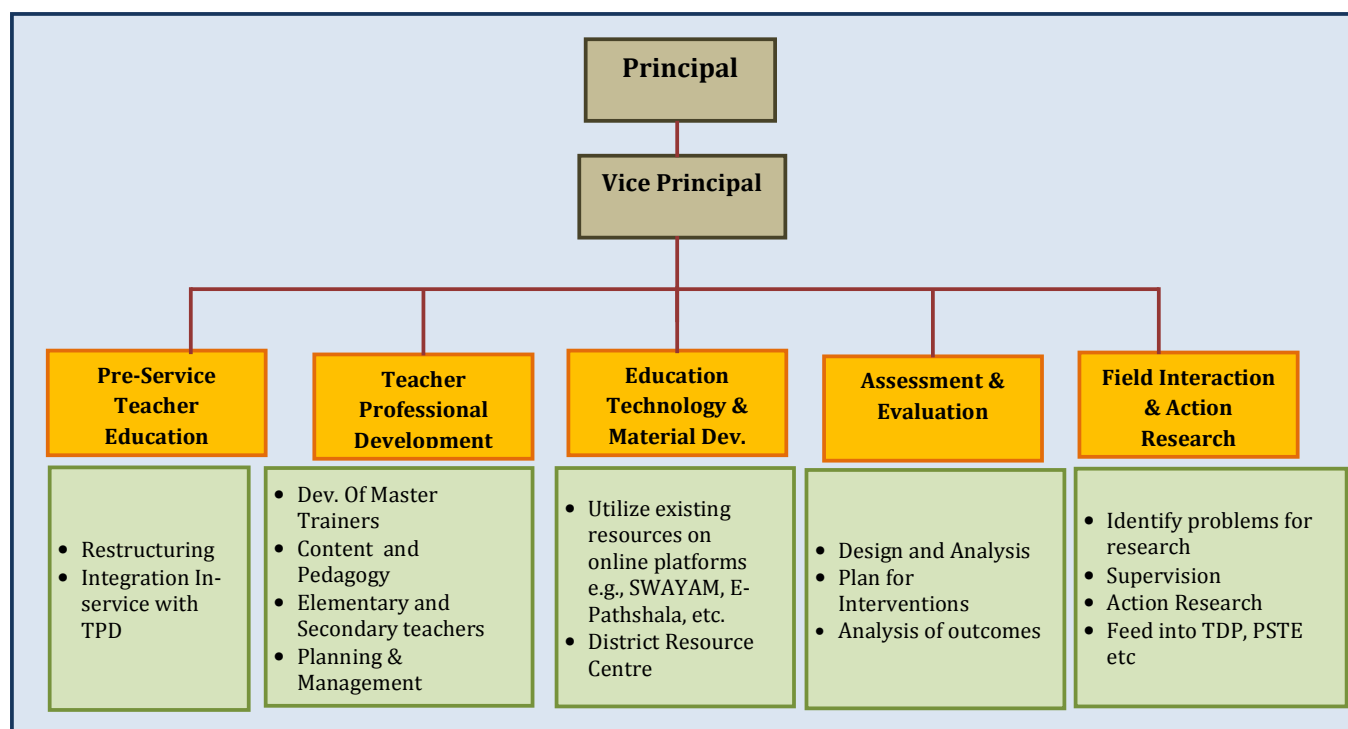 Principal
Vice Principal
Pre-Service
Teacher
Education
Teacher
Professional
Development
Education
Technology &
Material Dev.
Assessment &
Evaluation
Field Interaction
& Action
Research
• Restructuring
• Integration In-
service with
TPD
• Dev. Of Master
Trainers
• Content and
Pedagogy
• Elementary and
Secondary teachers
• Planning &
Management
• Utilize existing
resources on
online platforms
e.g., SWAYAM, E-
Pathshala, etc.
• District Resource
Centre
• Design and Analysis
• Plan for
Interventions
• Analysis of outcomes
• Identify problems for
research
• Supervision
• Action Research
• Feed into TDP, PSTE
etc